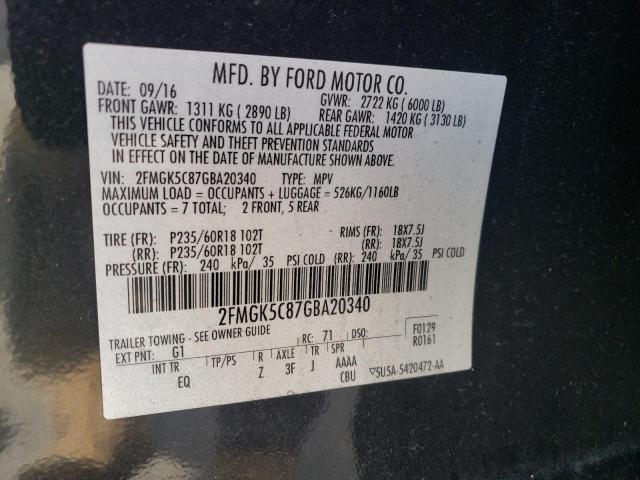 MFD. BY FORD MOTOR CO.
DATE: 09/16 GVWR: 2722 KG ( 6000 LB)
FRONT GAWR: 1311 KG ( 2890 LB) REAR GAWR: 1420 KG ( 3130 LB)
THIS VEHICLE CONFORMS TO ALL APPLICABLE FEDERAL MOTOR
VEHICLE SAFETY AND THEFT PREVENTION STANDARDS
IN EFFECT ON THE DATE OF MANUFACTURE SHOWN ABOVE.
VIN: 2FMGK5C87GBA20340 TYPE: MPV
MAXIMUM LOAD = OCCUPANTS + LUGGAGE = 526KG/1160LB
OCCUPANTS = 7 TOTAL; 2 FRONT, 5 REAR
TIRE (FR): P235/60R18 102T RIMS (FR): 18X7.5J
(RR): P235/60R18 102T (RR): 18X7.5J
PRESSURE (FR): 240 kPa/ 35 PSI COLD (RR): 240 kPa/ 35 PSI COLD
2FMGK5C87GBA20340
TRAILER TOWING - SEE OWNER GUIDE RC: 71 DSO: F0129
EXT PNT: G1 R0161
INT TR TP/PS R AXLE TR SPR
EQ Z 3F J AAAA
CBU 5U5A-5420472-AA